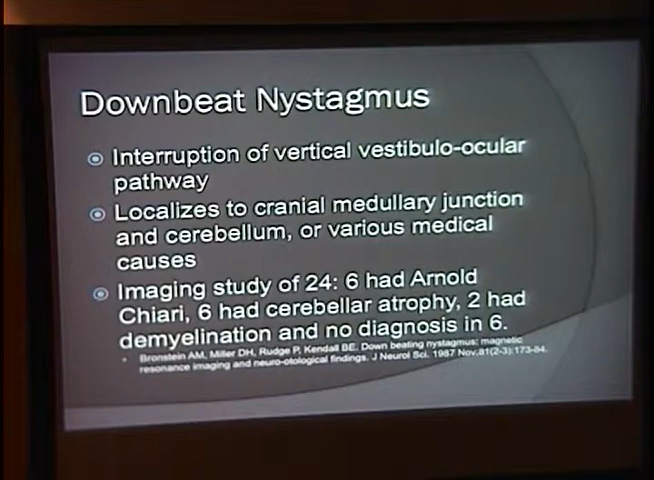 Downbeat Nystagmus
Interruption of vertical vestibulo-ocular
pathway
Localizes to cranial medullary junction
and cerebellum, or various medical
causes
Imaging study of 24: 6 had Arnold
Chiari, 6 had cerebellar atrophy, 2 had
demyelination and no diagnosis in 6.
Bronstein AM, Miller DH, Rudge P, Kendall BE. Down beating nystagmus: magnetic
resonance imaging and neuro-otological findings. J Neurol Sci. 1987 Nov;81(2-3):173-84.